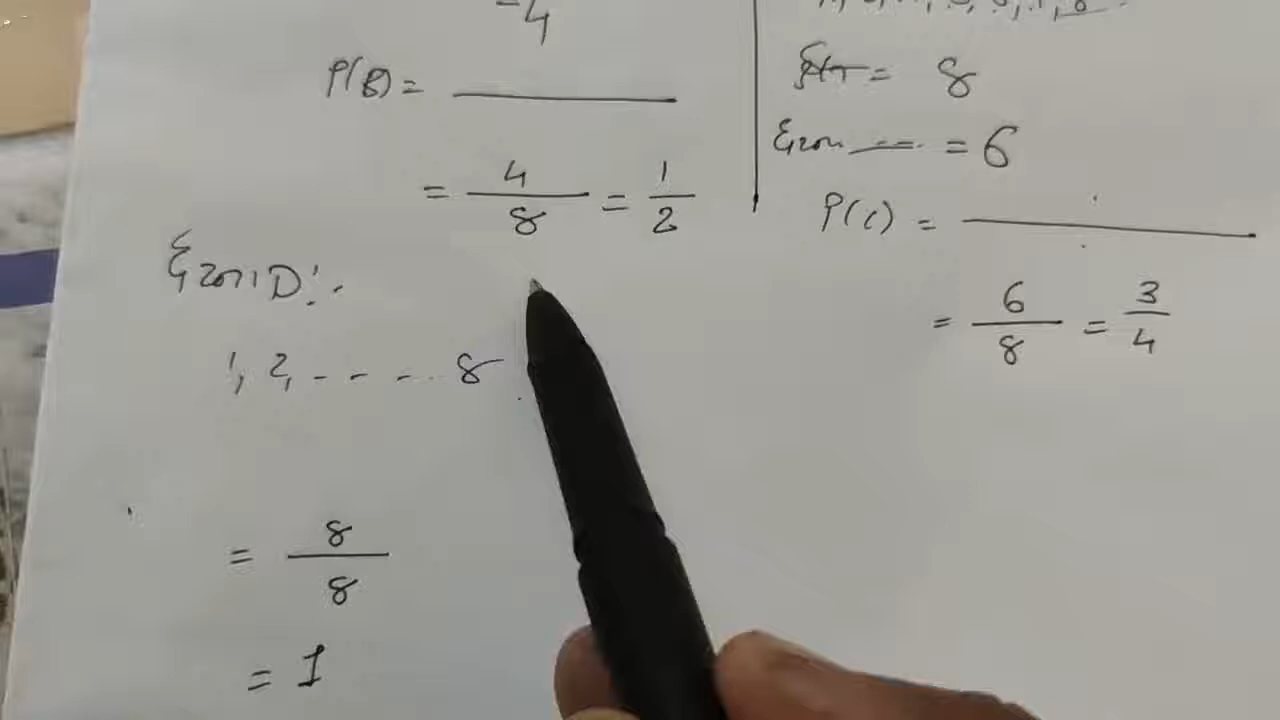 -4
P(B) =
= 4/8 = 1/2
1, 2, - - - - 8
= 8/8
= 1
= 8
= 6
P(C) =
= 6/8 = 3/4